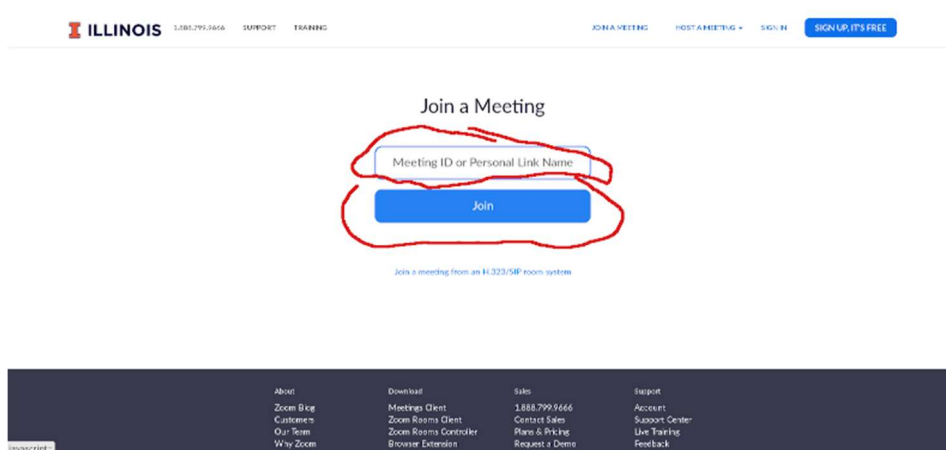 ILLINOIS 1.888.799.9666 SUPPORT TRAINING JOIN A MEETING HOST A MEETING SIGN IN SIGN UP, IT'S FREE
Join a Meeting
Meeting ID or Personal Link Name
Join
Join a meeting from an H.323/SIP room system
About Download Sales Support
Zoom Blog Meetings Client 1.888.799.9666 Account
Customers Zoom Rooms Client Contact Sales Support Center
Our Team Zoom Rooms Controller Plans & Pricing Live Training
Why Zoom Browser Extension Request a Demo Feedback